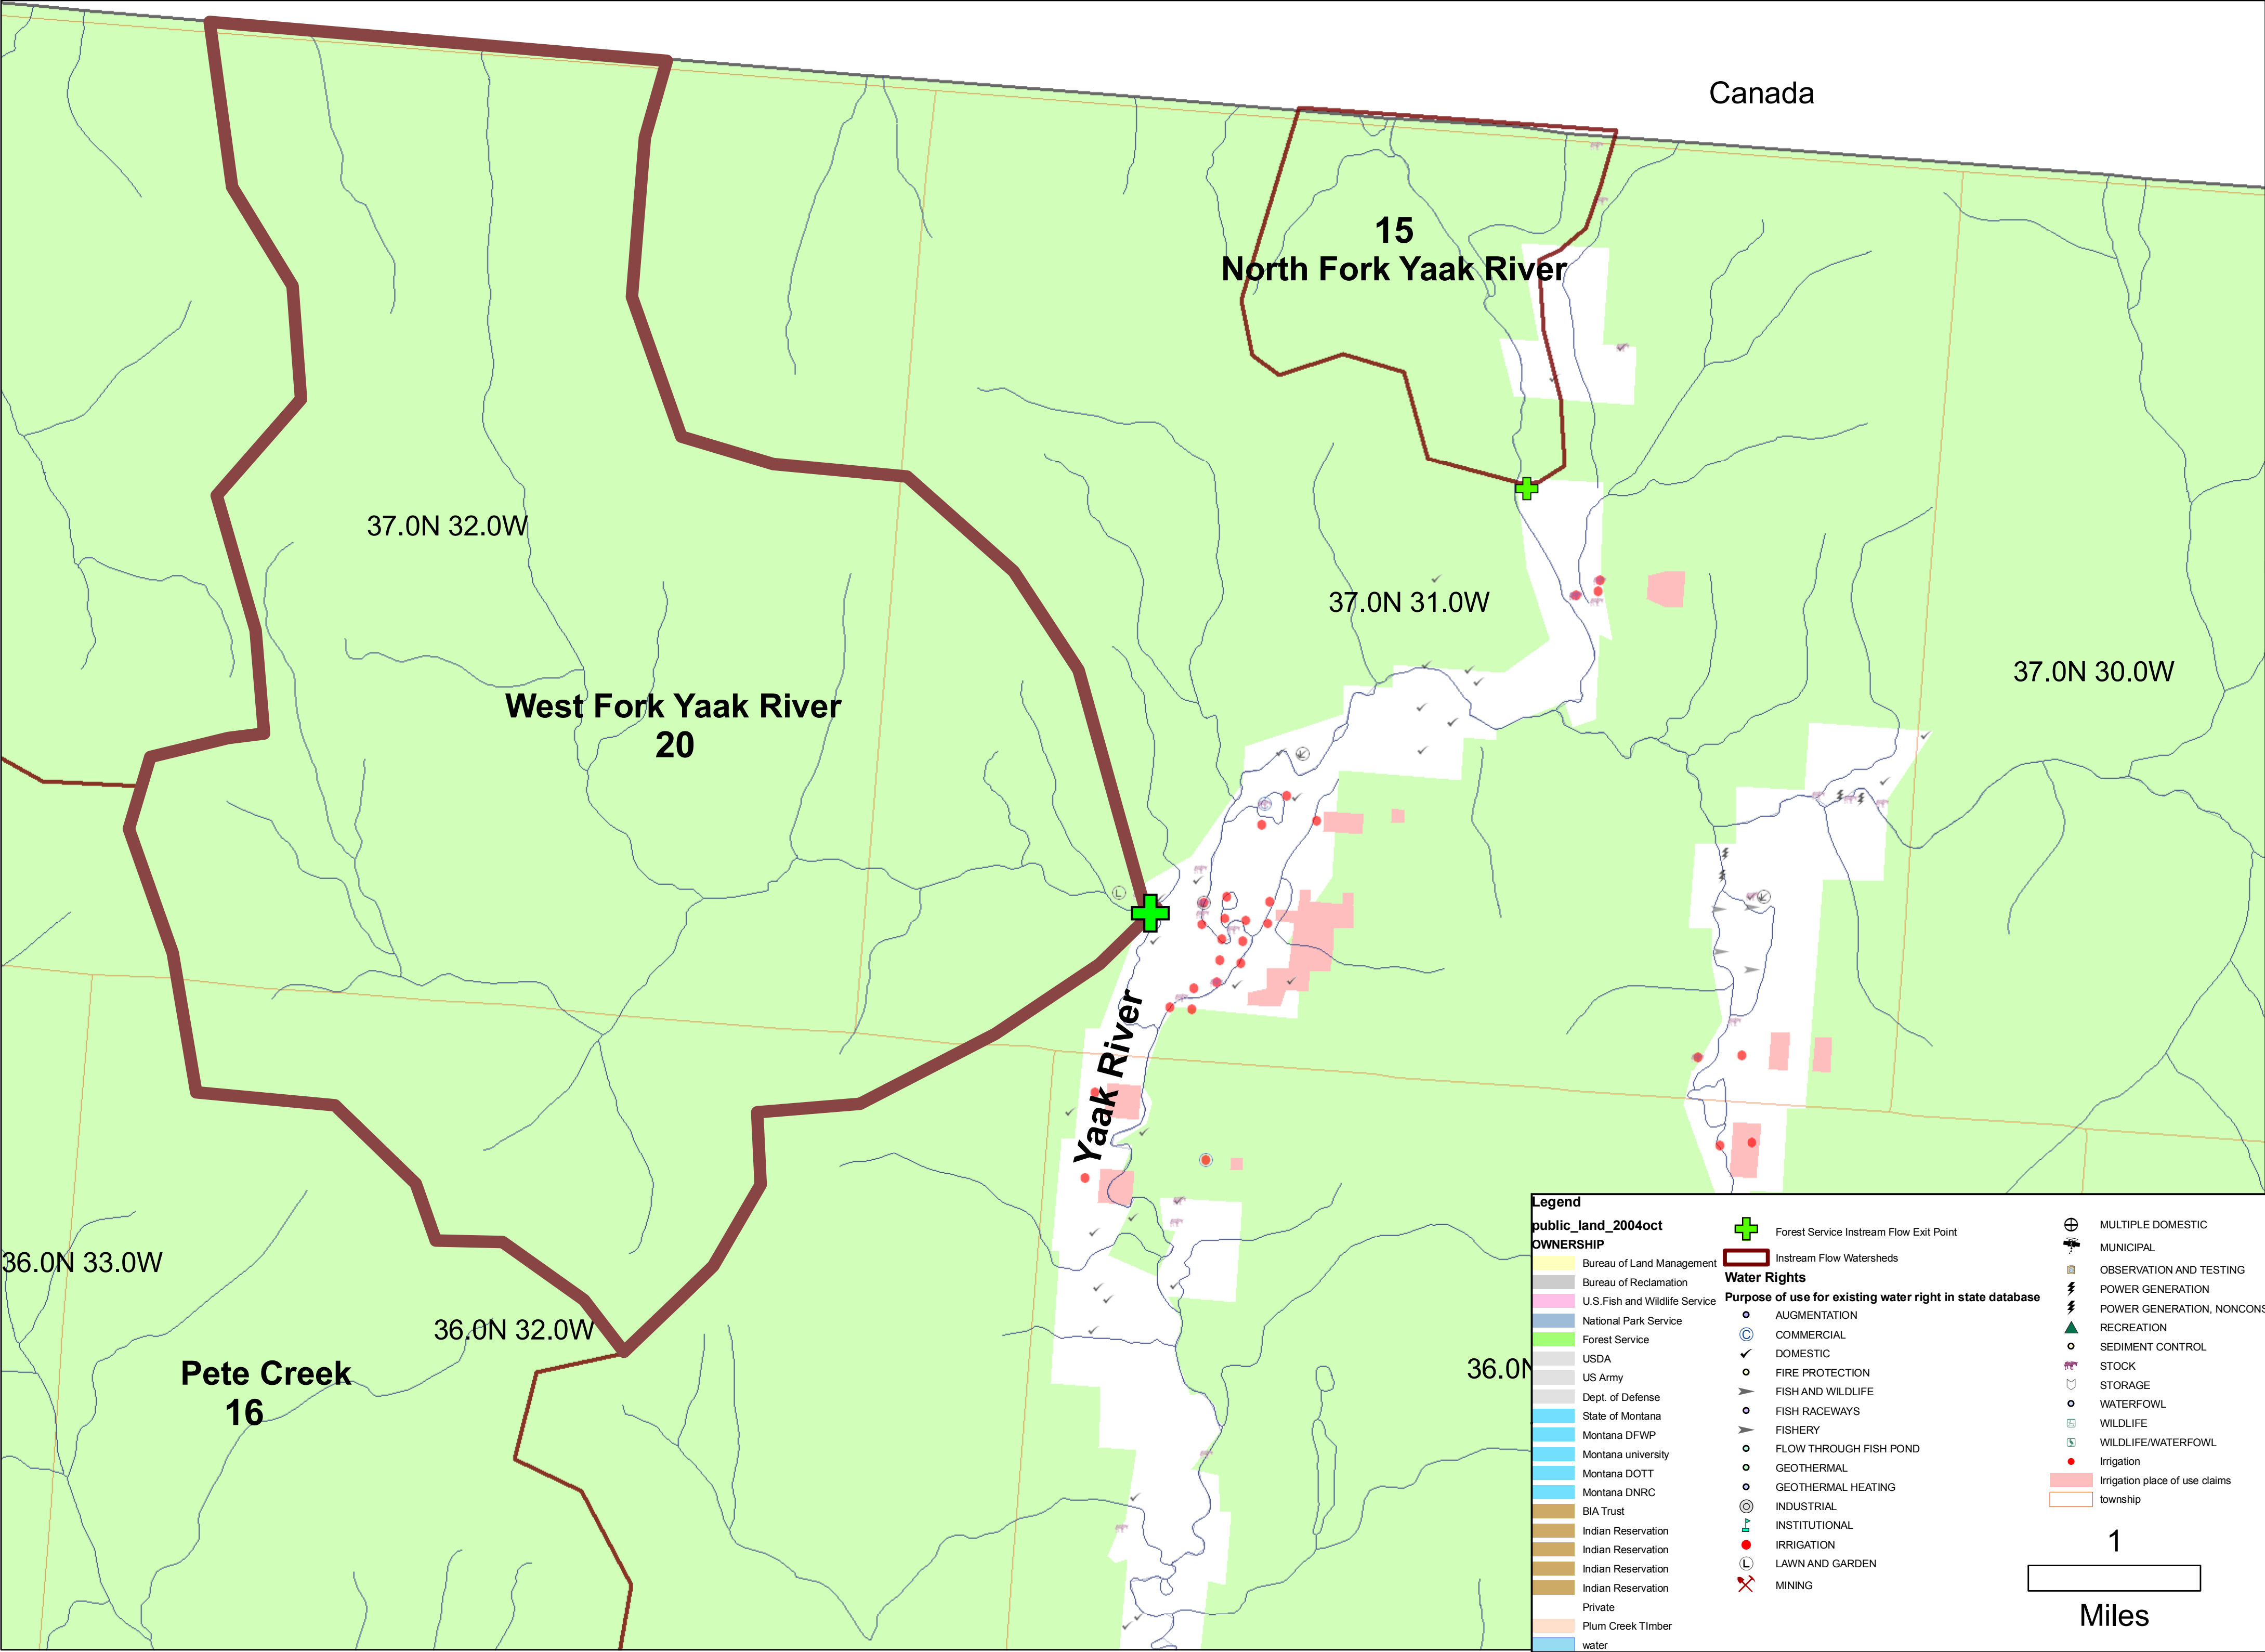 Canada
15
North Fork Yaak River
37.0N 32.0W
37.0N 31.0W
37.0N 30.0W
West Fork Yaak River
20
Yaak River
36.0N 33.0W
36.0N 32.0W
36.0N
Pete Creek
16
Legend
public_land_2004oct
OWNERSHIP
Bureau of Land Management
Bureau of Reclamation
U.S.Fish and Wildlife Service
National Park Service
Forest Service
USDA
US Army
Dept. of Defense
State of Montana
Montana DFWP
Montana university
Montana DOTT
Montana DNRC
BIA Trust
Indian Reservation
Indian Reservation
Indian Reservation
Indian Reservation
Private
Plum Creek TImber
water
Forest Service Instream Flow Exit Point
Instream Flow Watersheds
Water Rights
Purpose of use for existing water right in state database
AUGMENTATION
C COMMERCIAL
DOMESTIC
FIRE PROTECTION
FISH AND WILDLIFE
FISH RACEWAYS
FISHERY
FLOW THROUGH FISH POND
GEOTHERMAL
GEOTHERMAL HEATING
INDUSTRIAL
INSTITUTIONAL
IRRIGATION
L LAWN AND GARDEN
MINING
MULTIPLE DOMESTIC
MUNICIPAL
OBSERVATION AND TESTING
POWER GENERATION
POWER GENERATION, NONCONS
RECREATION
SEDIMENT CONTROL
STOCK
STORAGE
WATERFOWL
WILDLIFE
WILDLIFE/WATERFOWL
Irrigation
Irrigation place of use claims
township
1
Miles